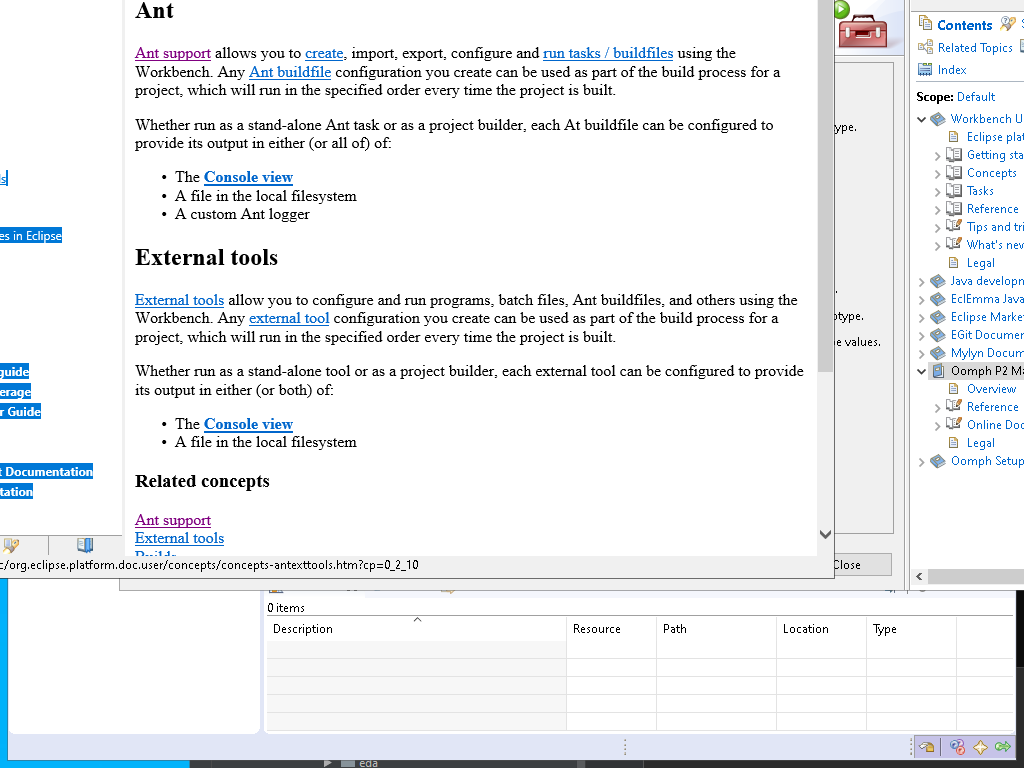 Ant
Ant support allows you to create, import, export, configure and run tasks / buildfiles using the
Workbench. Any Ant buildfile configuration you create can be used as part of the build process for a
project, which will run in the specified order every time the project is built.
Whether run as a stand-alone Ant task or as a project builder, each At buildfile can be configured to
provide its output in either (or all of) of:
• The Console view
• A file in the local filesystem
• A custom Ant logger
External tools
External tools allow you to configure and run programs, batch files, Ant buildfiles, and others using the
Workbench. Any external tool configuration you create can be used as part of the build process for a
project, which will run in the specified order every time the project is built.
Whether run as a stand-alone tool or as a project builder, each external tool can be configured to provide
its output in either (or both) of:
• The Console view
• A file in the local filesystem
Related concepts
Ant support
External tools
Builds
es in Eclipse
guide
erage
r Guide
t Documentation
tation
c/org.eclipse.platform.doc.user/concepts/concepts-antexttools.htm?cp=0_2_10
ype.
otype.
e values.
Close
Contents
Related Topics
Index
Scope: Default
Workbench U
Eclipse plat
Getting sta
Concepts
Tasks
Reference
Tips and tri
What's new
Legal
Java developn
EclEmma Java
Eclipse Marke
EGit Documer
Mylyn Docum
Oomph P2 Ma
Overview
Reference
Online Doc
Legal
Oomph Setup
0 items
Description Resource Path Location Type
eda